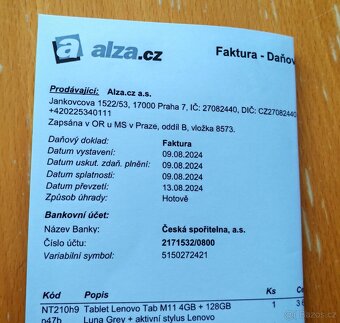 alza.cz
Faktura - Daňov
Prodávající: Alza.cz a.s.
Jankovcova 1522/53, 17000 Praha 7, IČ: 27082440, DIČ: CZ27082440
+420225340111
Zapsána v OR u MS v Praze, oddíl B, vložka 8573.
Daňový doklad: Faktura
Datum vystavení: 09.08.2024
Datum uskut. zdaň. plnění: 09.08.2024
Datum splatnosti: 09.08.2024
Datum převzetí: 13.08.2024
Způsob úhrady: Hotově
Bankovní účet:
Název Banky: Česká spořitelna, a.s.
Číslo účtu: 2171532/0800
Variabilní symbol: 5150272421
Kód Popis Ks
NT210h9 Tablet Lenovo Tab M11 4GB + 128GB 1
n47b Luna Grey + aktivní stylus Lenovo